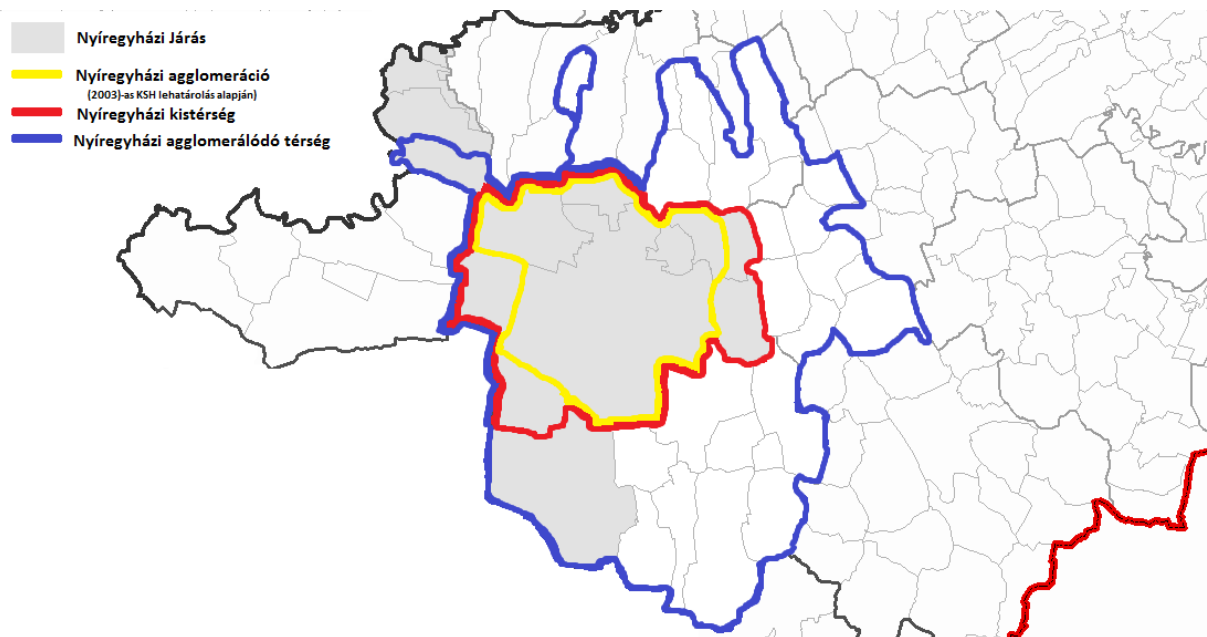 Nyíregyházi Járás
Nyíregyházi agglomeráció
(2003)-as KSH lehatárolás alapján)
Nyíregyházi kistérség
Nyíregyházi agglomerálódó térség